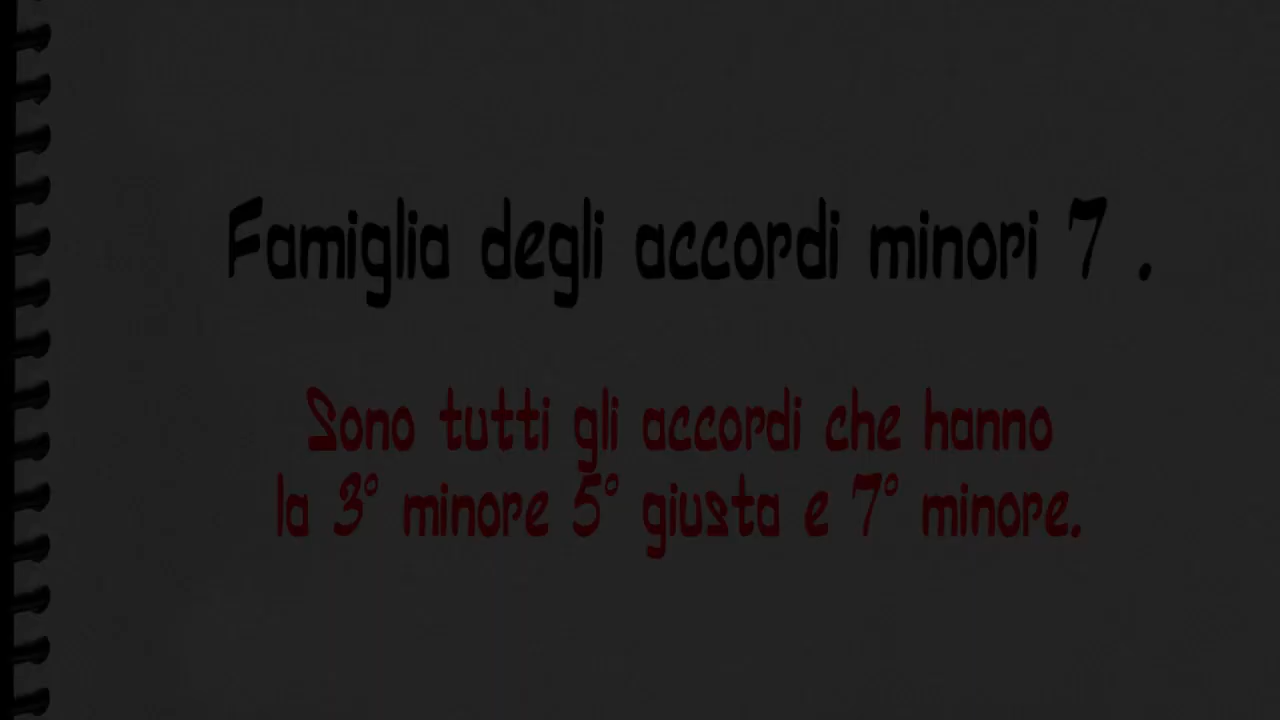 Famiglia degli accordi minori 7 .
Sono tutti gli accordi che hanno
la 3° minore 5° giusta e 7° minore.